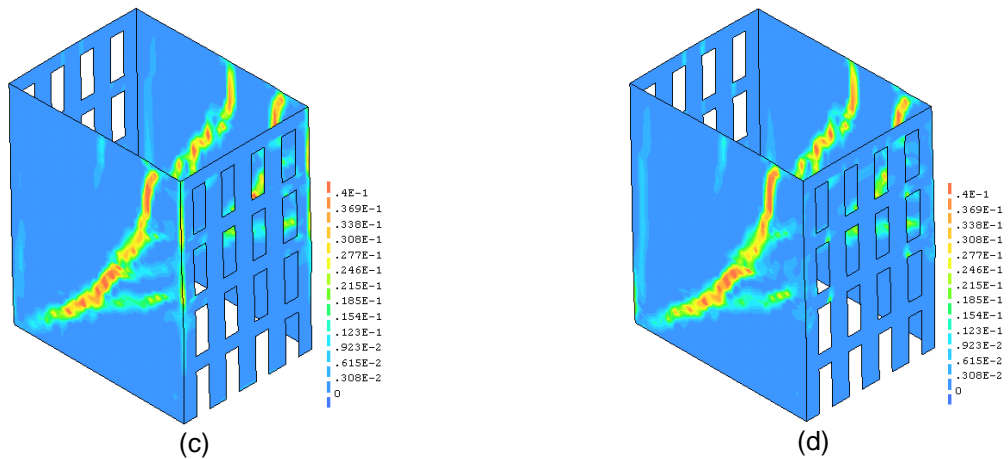 .4E-1
.369E-1
.338E-1
.308E-1
.277E-1
.246E-1
.215E-1
.185E-1
.154E-1
.123E-1
.923E-2
.615E-2
.308E-2
0
(c)
.4E-1
.369E-1
.338E-1
.308E-1
.277E-1
.246E-1
.215E-1
.185E-1
.154E-1
.123E-1
.923E-2
.615E-2
.308E-2
0
(d)